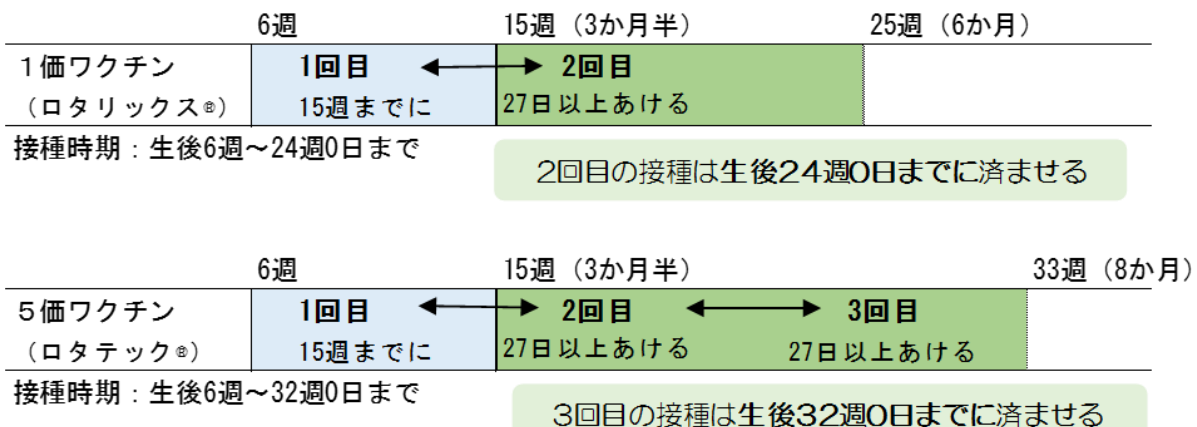 6週 15週（3か月半） 25週（6か月）
１価ワクチン 1回目 2回目
（ロタリックス®） 15週までに 27日以上あける
接種時期：生後6週～24週0日まで
2回目の接種は生後24週0日までに済ませる
6週 15週（3か月半） 33週（8か月）
５価ワクチン 1回目 2回目 3回目
（ロタテック®） 15週までに 27日以上あける 27日以上あける
接種時期：生後6週～32週0日まで
3回目の接種は生後32週0日までに済ませる